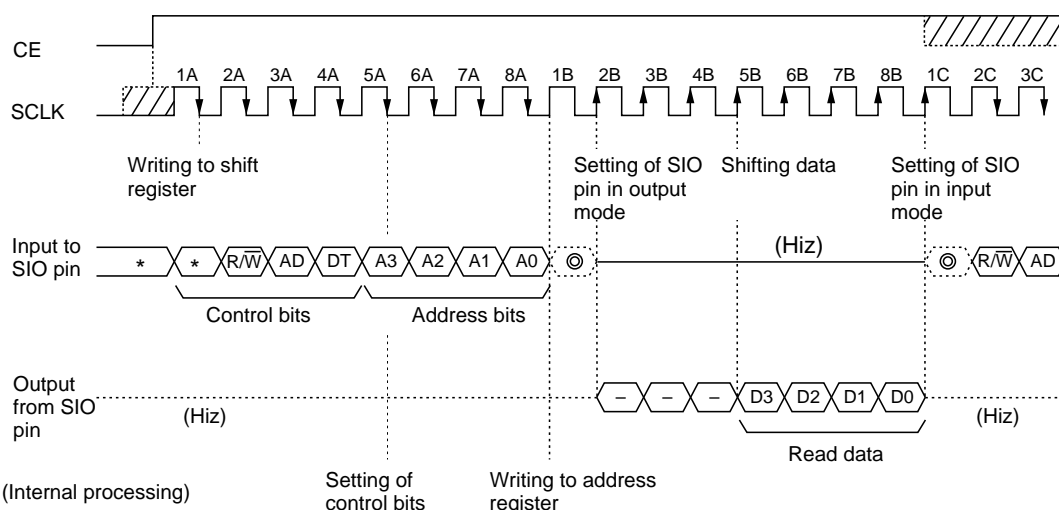 CE
1A 2A 3A 4A 5A 6A 7A 8A 1B 2B 3B 4B 5B 6B 7B 8B 1C 2C 3C
SCLK
Writing to shift
register
Setting of SIO
pin in output
mode
Shifting data
Setting of SIO
pin in input
mode
Input to
SIO pin
* * R/W̅ AD DT A3 A2 A1 A0 ◎ (Hiz) ◎ R/W̅ AD
Control bits Address bits
Output
from SIO
pin
(Hiz) – – – D3 D2 D1 D0 (Hiz)
Read data
(Internal processing)
Setting of
control bits
Writing to address
register